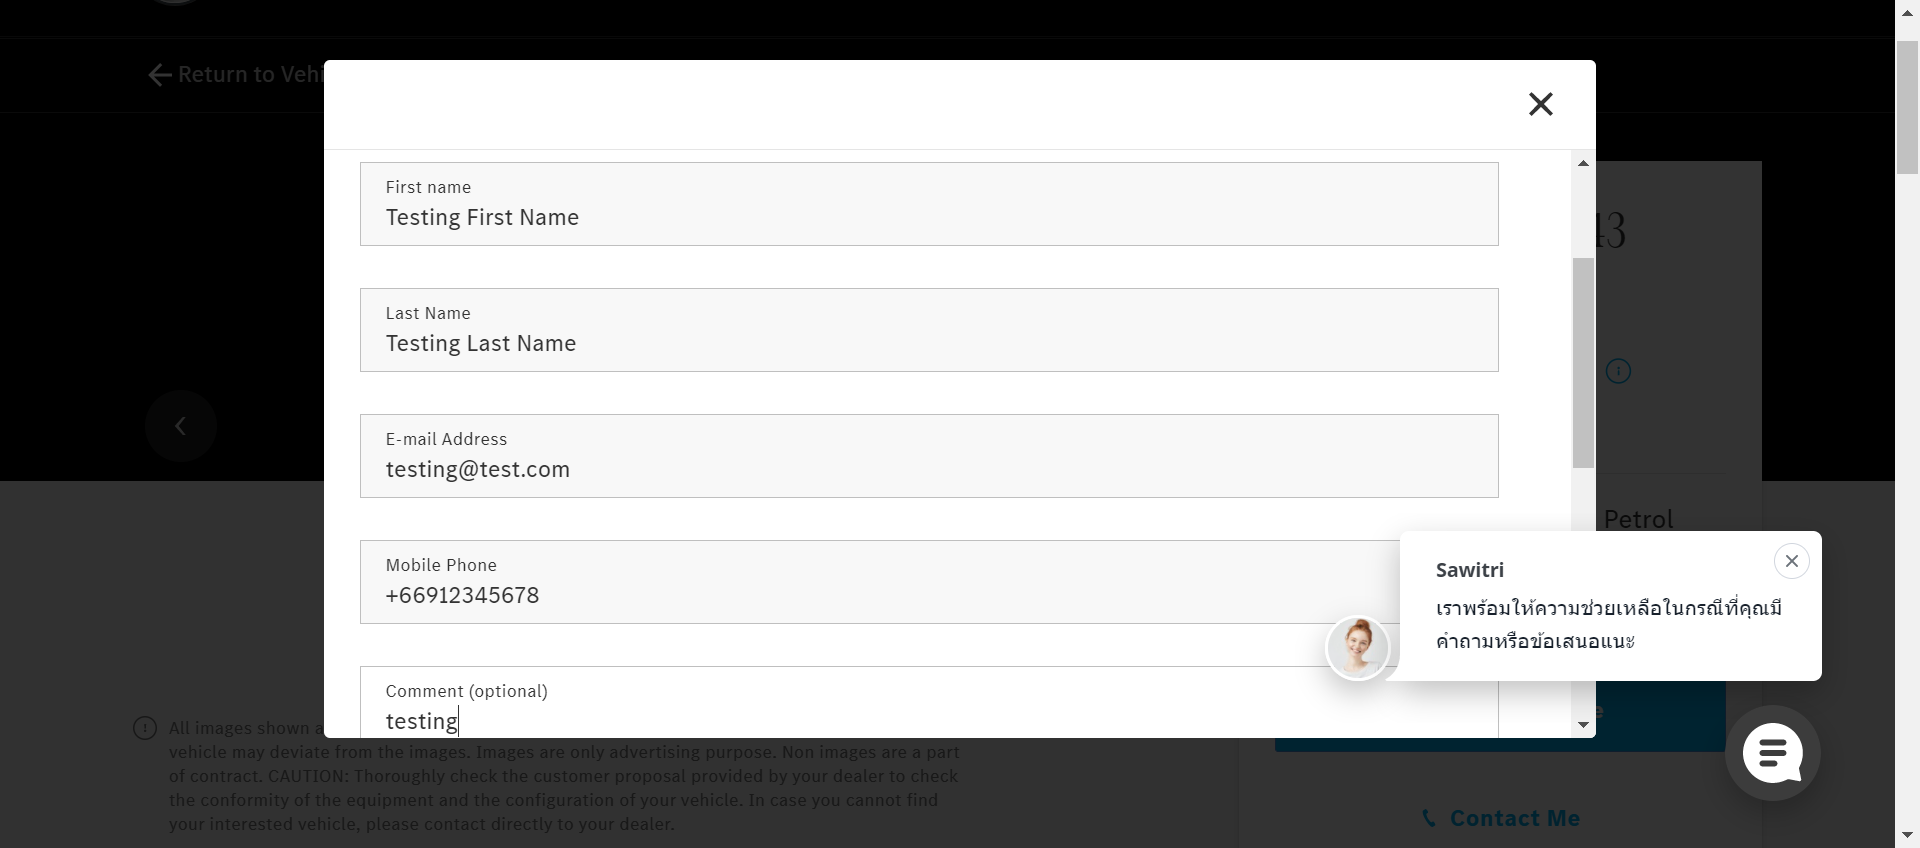 Return to Vehi
First name
Testing First Name
Last Name
Testing Last Name
E-mail Address
testing@test.com
Mobile Phone
+66912345678
Comment (optional)
testing
43
Petrol
Sawitri
เราพร้อมให้ความช่วยเหลือในกรณีที่คุณมี
คำถามหรือข้อเสนอแนะ
e
All images shown a
vehicle may deviate from the images. Images are only advertising purpose. Non images are a part
of contract. CAUTION: Thoroughly check the customer proposal provided by your dealer to check
the conformity of the equipment and the configuration of your vehicle. In case you cannot find
your interested vehicle, please contact directly to your dealer.
Contact Me